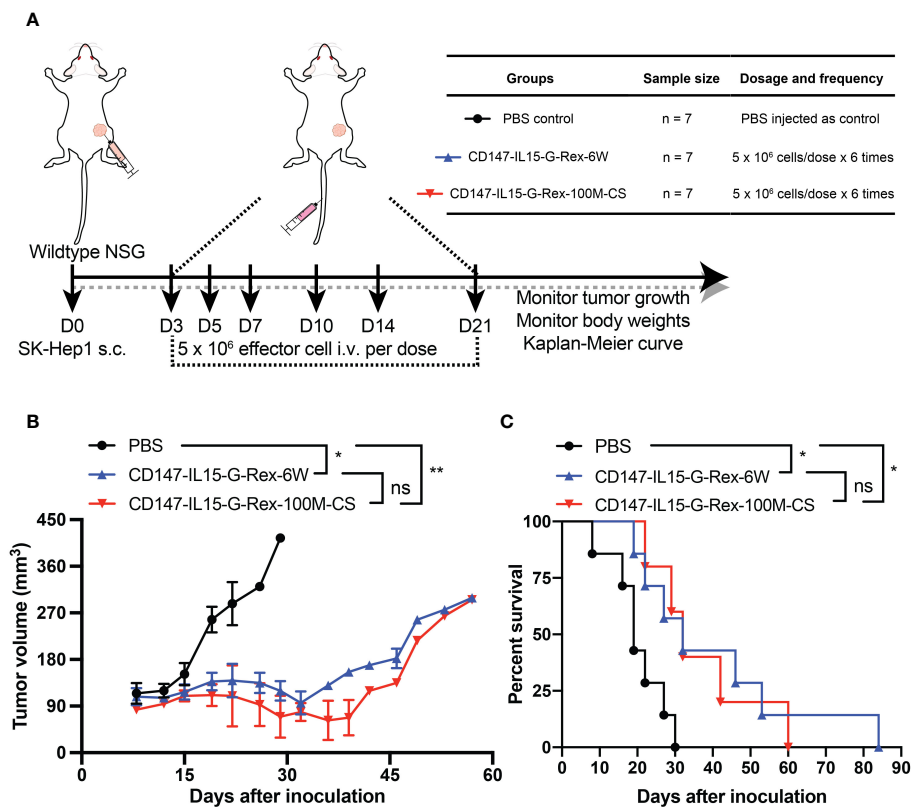 A
Groups Sample size Dosage and frequency
PBS control n = 7 PBS injected as control
CD147-IL15-G-Rex-6W n = 7 5 x 10⁶ cells/dose x 6 times
CD147-IL15-G-Rex-100M-CS n = 7 5 x 10⁶ cells/dose x 6 times
Wildtype NSG
D0 D3 D5 D7 D10 D14 D21
SK-Hep1 s.c. 5 x 10⁶ effector cell i.v. per dose
Monitor tumor growth
Monitor body weights
Kaplan-Meier curve
B
PBS
CD147-IL15-G-Rex-6W
CD147-IL15-G-Rex-100M-CS
*
**
ns
Tumor volume (mm³)
450
360
270
180
90
0
0 15 30 45 60
Days after inoculation
C
PBS
CD147-IL15-G-Rex-6W
CD147-IL15-G-Rex-100M-CS
*
*
ns
Percent survival
100
75
50
25
0
0 10 20 30 40 50 60 70 80 90
Days after inoculation